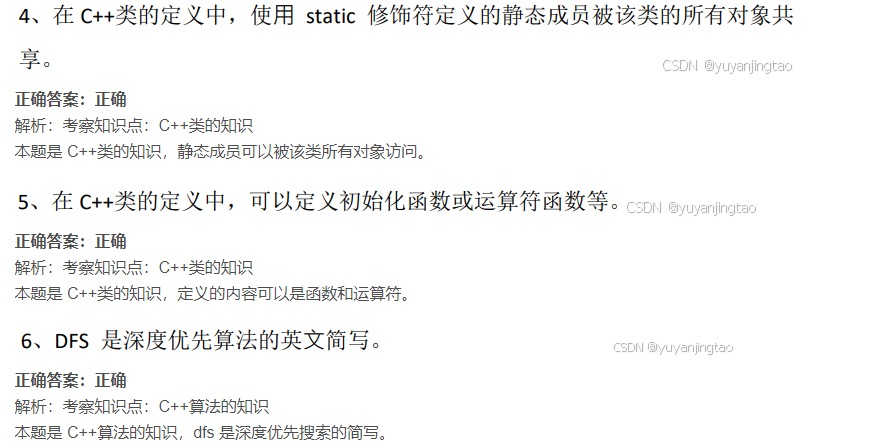 4、在 C++类的定义中，使用 static 修饰符定义的静态成员被该类的所有对象共
享。
CSDN @yuyanjingtao
正确答案：正确
解析：考察知识点：C++类的知识
本题是 C++类的知识，静态成员可以被该类所有对象访问。
5、在 C++类的定义中，可以定义初始化函数或运算符函数等。
CSDN @yuyanjingtao
正确答案：正确
解析：考察知识点：C++类的知识
本题是 C++类的知识，定义的内容可以是函数和运算符。
6、DFS 是深度优先算法的英文简写。
CSDN @yuyanjingtao
正确答案：正确
解析：考察知识点：C++算法的知识
本题是 C++算法的知识，dfs 是深度优先搜索的简写。